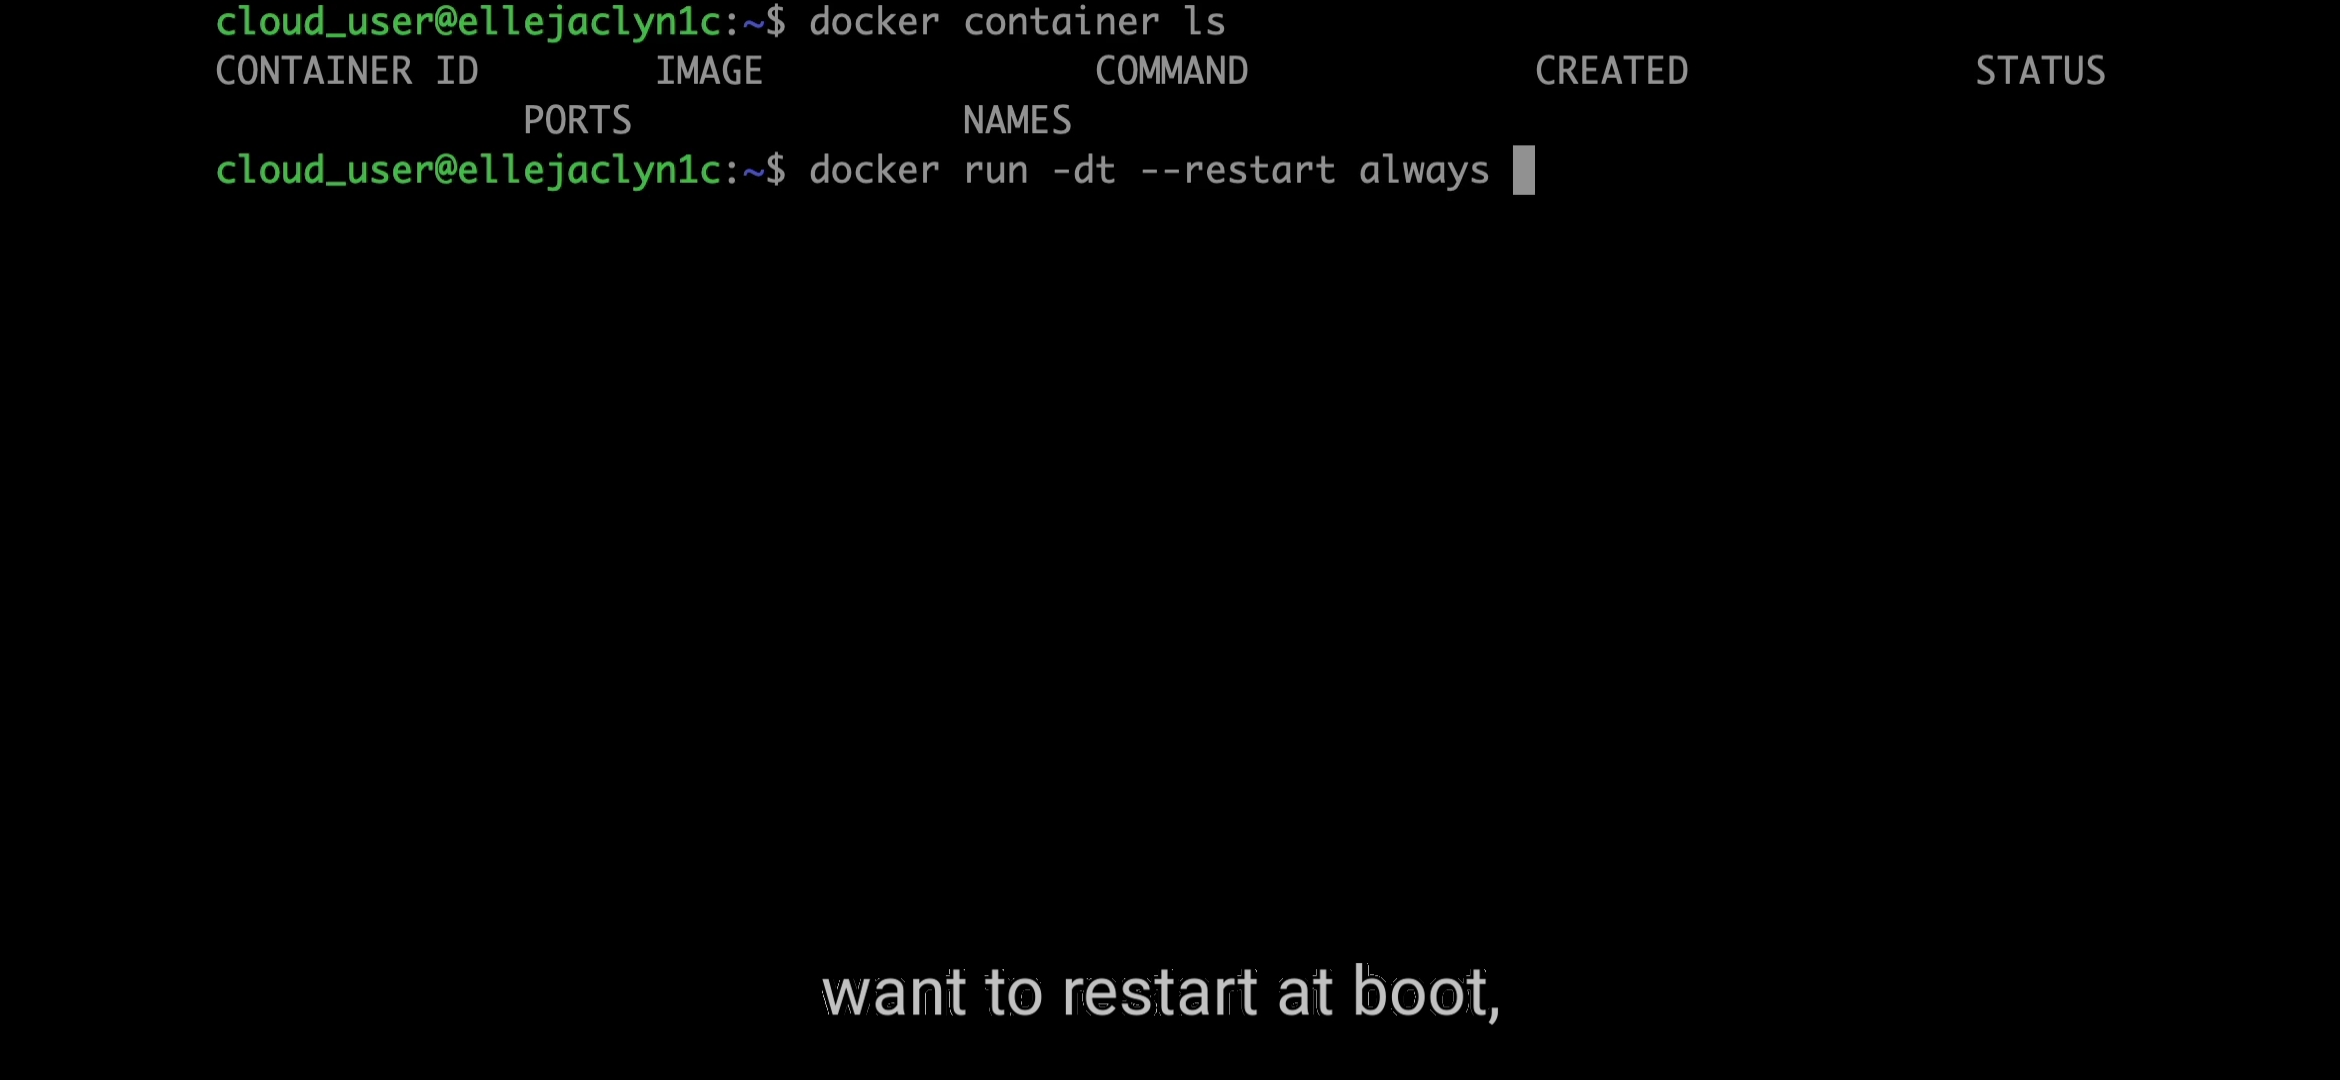 cloud_user@ellejaclyn1c:~$ docker container ls
CONTAINER ID        IMAGE               COMMAND             CREATED             STATUS
              PORTS               NAMES
cloud_user@ellejaclyn1c:~$ docker run -dt --restart always
want to restart at boot,